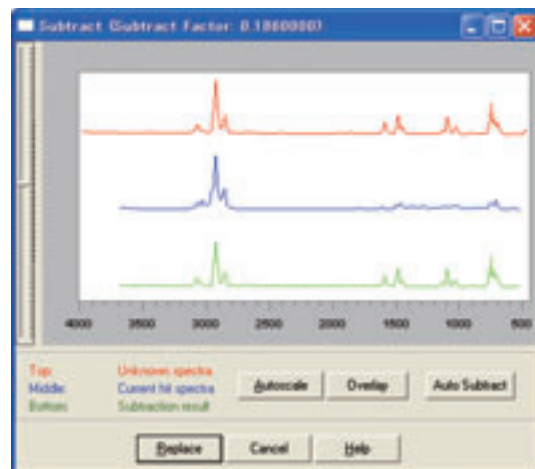 Subtract (Subtract Factor: 0.1860000)
4000 3500 3000 2500 2000 1500 1000 500
Top: Unknown spectra
Middle: Current hit spectra
Bottom: Subtraction result
Autoscale Overlap Auto Subtract
Replace Cancel Help